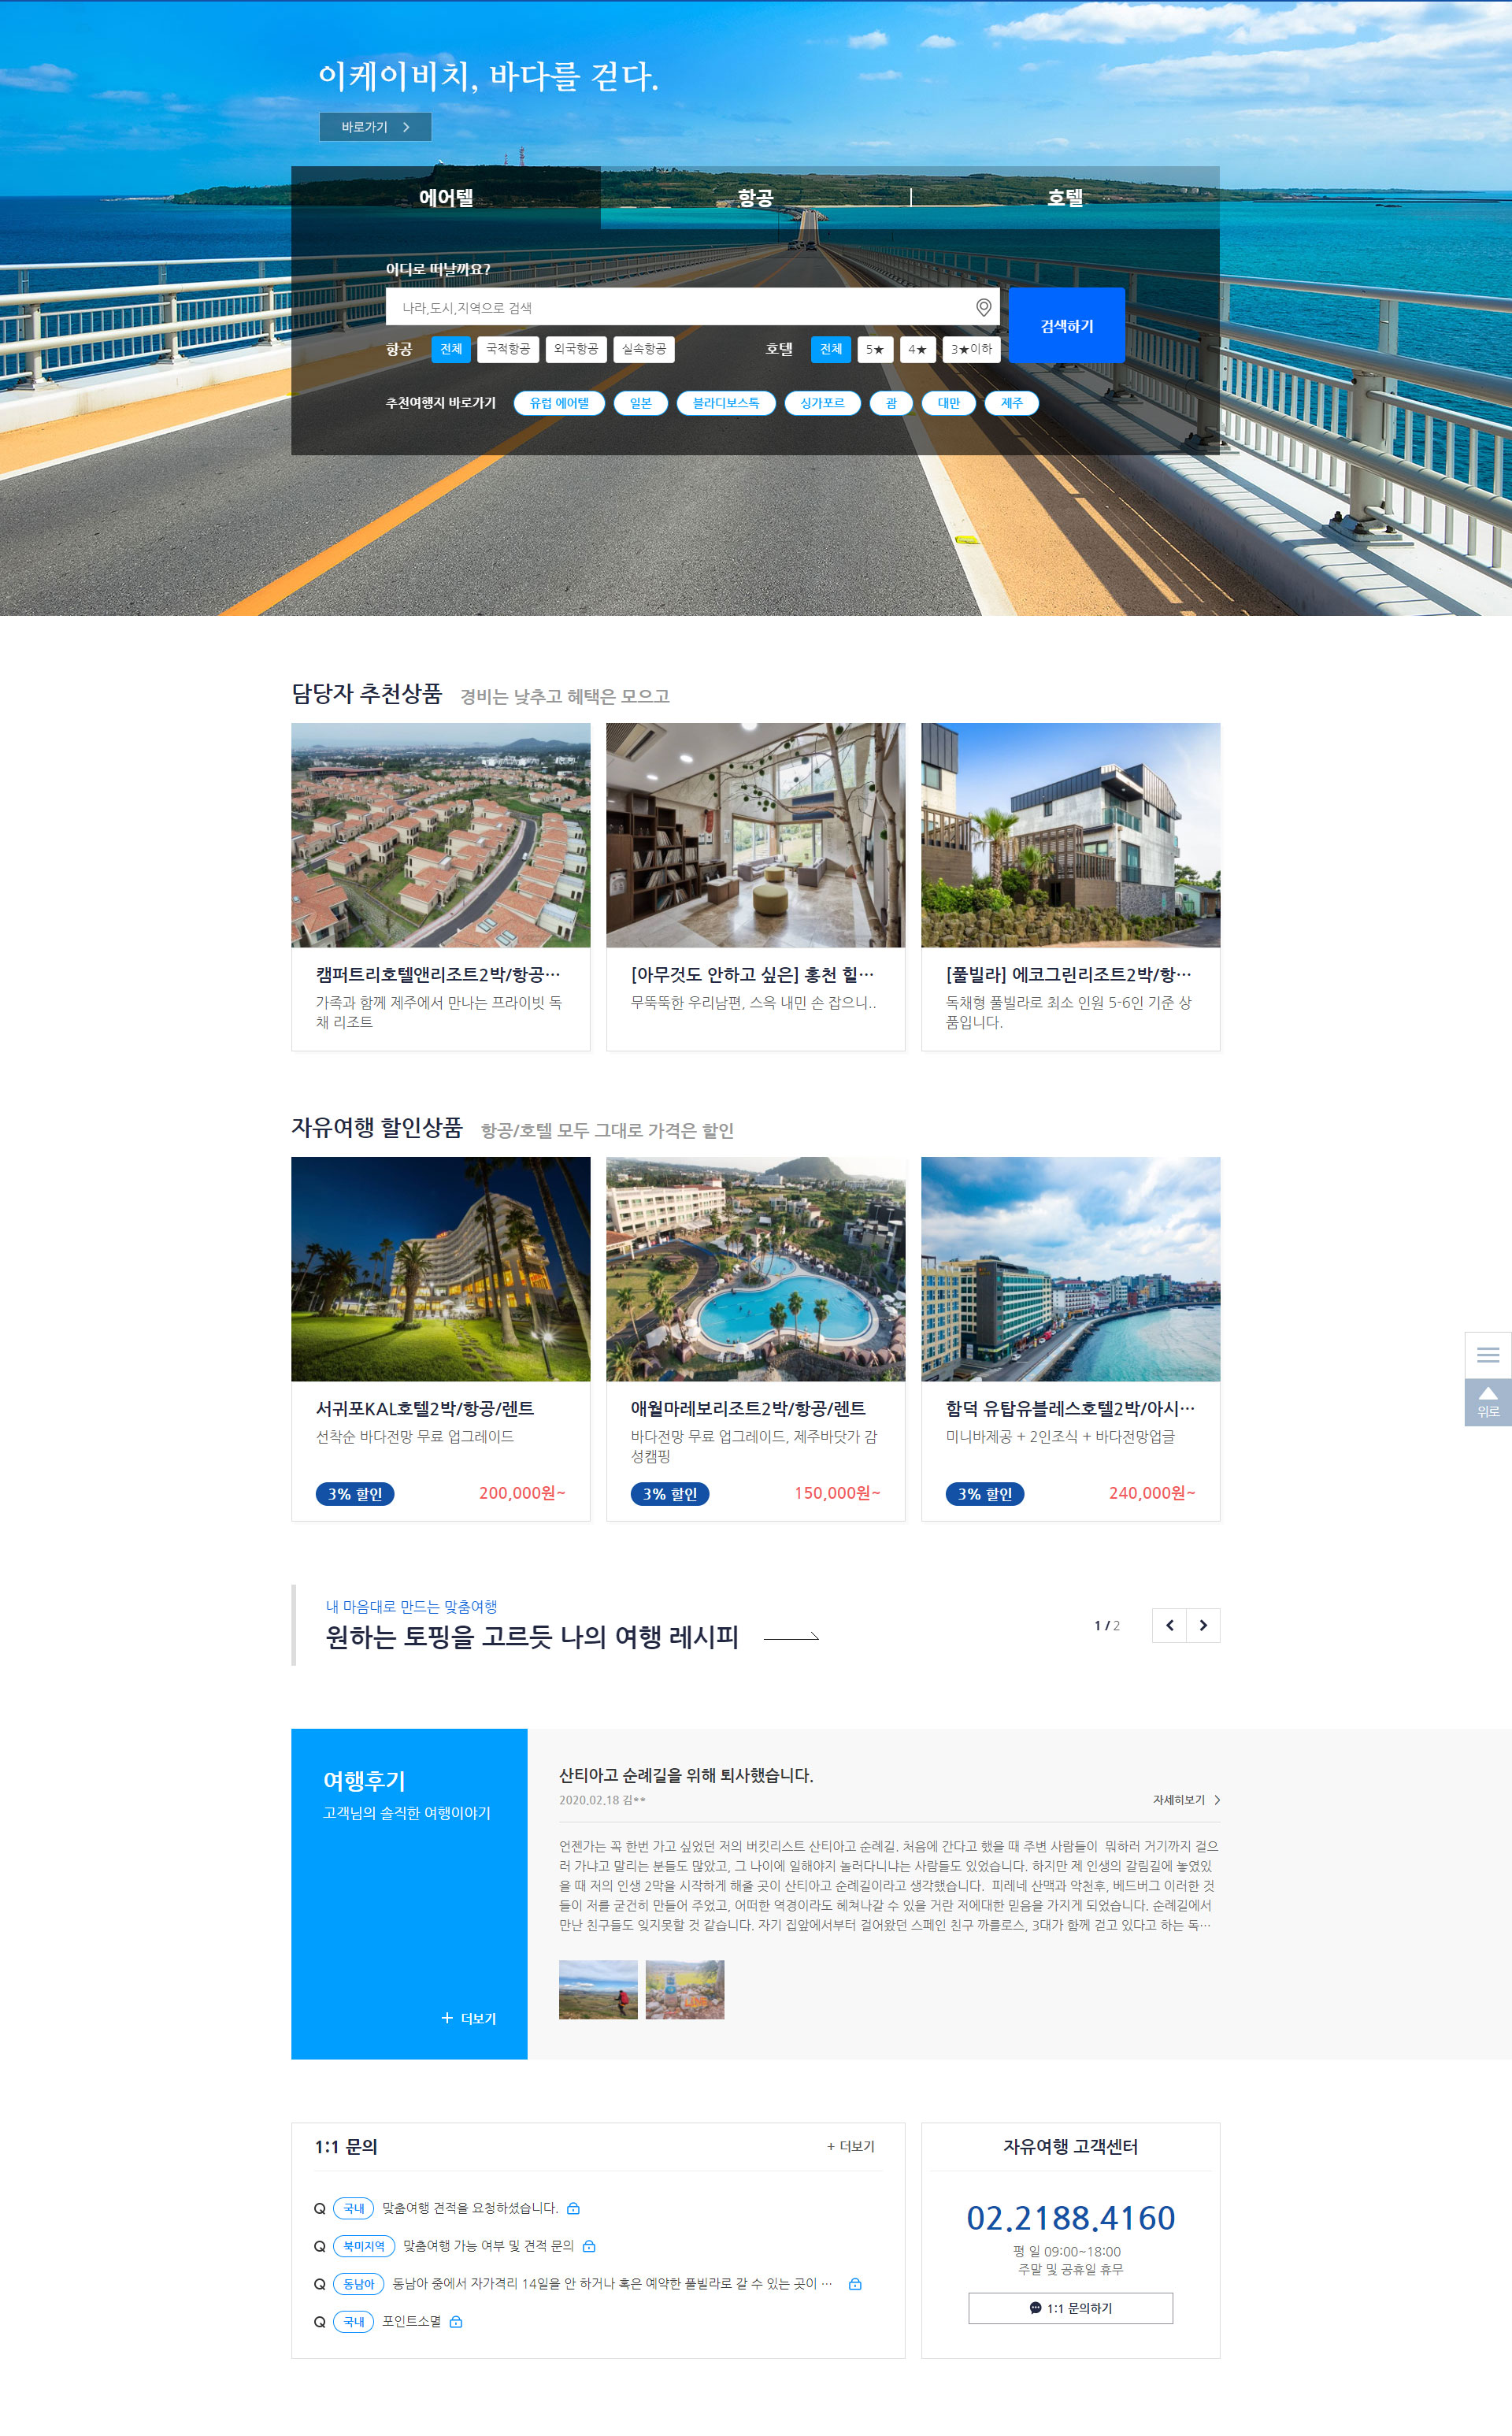 이케이비치, 바다를 걷다.
바로가기
에어텔
항공
호텔
어디로 떠날까요?
나라,도시,지역으로 검색
검색하기
항공 전체 국적항공 외국항공 실속항공 호텔 전체 5★ 4★ 3★이하
추천여행지 바로가기 유럽 에어텔 일본 블라디보스톡 싱가포르 괌 대만 제주
담당자 추천상품 경비는 낮추고 혜택은 모으고
캠퍼트리호텔앤리조트2박/항공…
가족과 함께 제주에서 만나는 프라이빗 독
채 리조트
[아무것도 안하고 싶은] 홍천 힐…
무뚝뚝한 우리남편, 스윽 내민 손 잡으니..
[풀빌라] 에코그린리조트2박/항…
독채형 풀빌라로 최소 인원 5-6인 기준 상
품입니다.
자유여행 할인상품 항공/호텔 모두 그대로 가격은 할인
서귀포KAL호텔2박/항공/렌트
선착순 바다전망 무료 업그레이드
3% 할인 200,000원~
애월마레보리조트2박/항공/렌트
바다전망 무료 업그레이드, 제주바닷가 감
성캠핑
3% 할인 150,000원~
함덕 유탑유블레스호텔2박/아시…
미니바제공 + 2인조식 + 바다전망업글
3% 할인 240,000원~
위로
내 마음대로 만드는 맞춤여행
원하는 토핑을 고르듯 나의 여행 레시피
1 / 2
여행후기
고객님의 솔직한 여행이야기
+ 더보기
산티아고 순례길을 위해 퇴사했습니다.
2020.02.18 김**
자세히보기
언젠가는 꼭 한번 가고 싶었던 저의 버킷리스트 산티아고 순례길. 처음에 간다고 했을 때 주변 사람들이 뭐하러 거기까지 걸으
러 가냐고 말리는 분들도 많았고, 그 나이에 일해야지 놀러다니냐는 사람들도 있었습니다. 하지만 제 인생의 갈림길에 놓였있
을 때 저의 인생 2막을 시작하게 해줄 곳이 산티아고 순례길이라고 생각했습니다. 피레네 산맥과 악천후, 베드버그 이러한 것
들이 저를 굳건히 만들어 주었고, 어떠한 역경이라도 헤쳐나갈 수 있을 거란 저에대한 믿음을 가지게 되었습니다. 순례길에서
만난 친구들도 잊지못할 것 같습니다. 자기 집앞에서부터 걸어왔던 스페인 친구 까를로스, 3대가 함께 걷고 있다고 하는 독…
1:1 문의
+ 더보기
Q 국내 맞춤여행 견적을 요청하셨습니다.
Q 북미지역 맞춤여행 가능 여부 및 견적 문의
Q 동남아 동남아 중에서 자가격리 14일을 안 하거나 혹은 예약한 풀빌라로 갈 수 있는 곳이 …
Q 국내 포인트소멸
자유여행 고객센터
02.2188.4160
평 일 09:00~18:00
주말 및 공휴일 휴무
1:1 문의하기